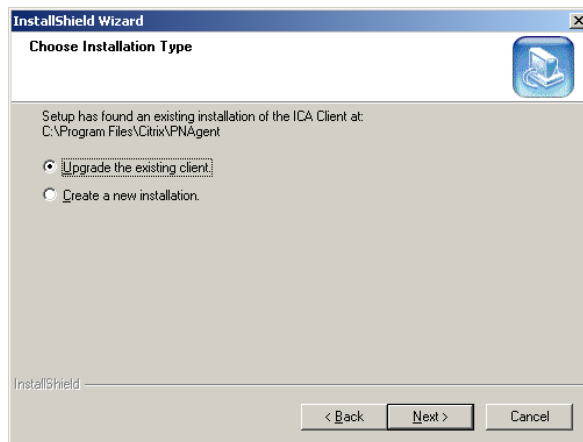 InstallShield Wizard
Choose Installation Type
Setup has found an existing installation of the ICA Client at:
C:\Program Files\Citrix\PNAgent
Upgrade the existing client.
Create a new installation.
InstallShield
< Back Next > Cancel